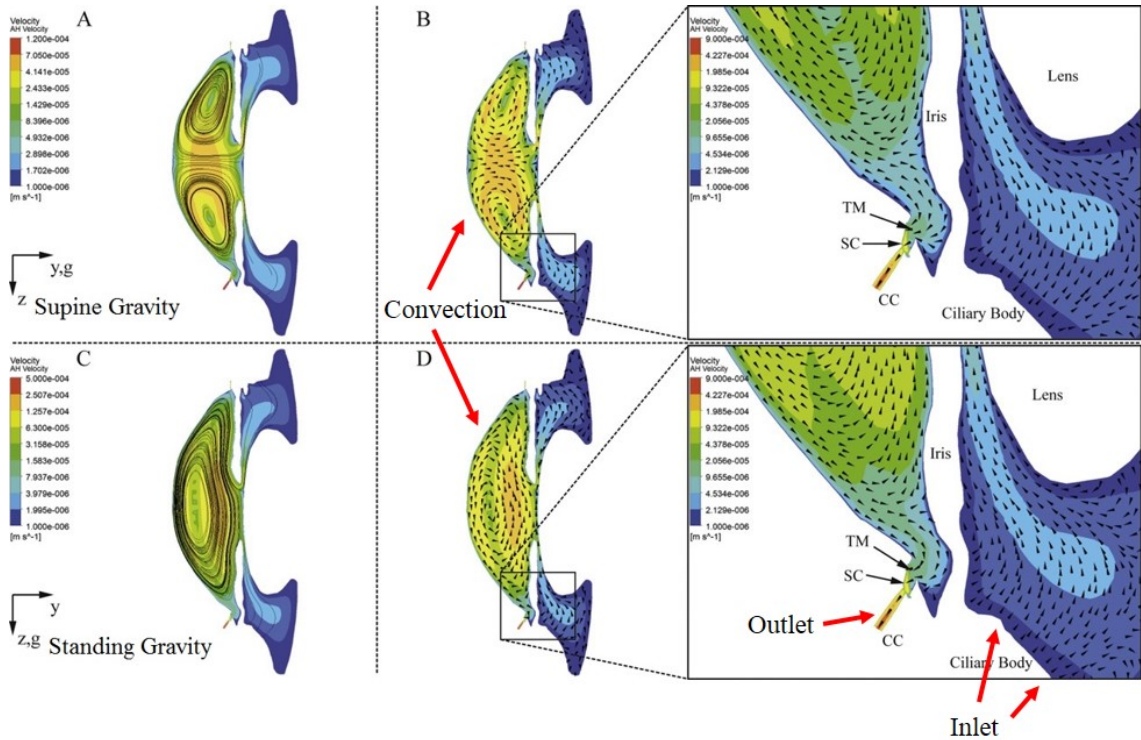 A
Velocity
AH Velocity
1.200e-004
7.050e-005
4.141e-005
2.433e-005
1.429e-005
8.396e-006
4.932e-006
2.898e-006
1.702e-006
1.000e-006
[m s^-1]
y,g
z
Supine Gravity
B
Convection
Velocity
AH Velocity
9.000e-004
4.227e-004
1.985e-004
9.322e-005
4.378e-005
2.056e-005
9.655e-006
4.534e-006
2.129e-006
1.000e-006
[m s^-1]
Lens
Iris
TM
SC
CC
Ciliary Body
C
Velocity
AH Velocity
5.000e-004
2.507e-004
1.257e-004
6.300e-005
3.158e-005
1.583e-005
7.937e-006
3.979e-006
1.995e-006
1.000e-006
[m s^-1]
y
z,g
Standing Gravity
D
Velocity
AH Velocity
9.000e-004
4.227e-004
1.985e-004
9.322e-005
4.378e-005
2.056e-005
9.655e-006
4.534e-006
2.129e-006
1.000e-006
[m s^-1]
Lens
Iris
TM
SC
Outlet
CC
Ciliary Body
Inlet